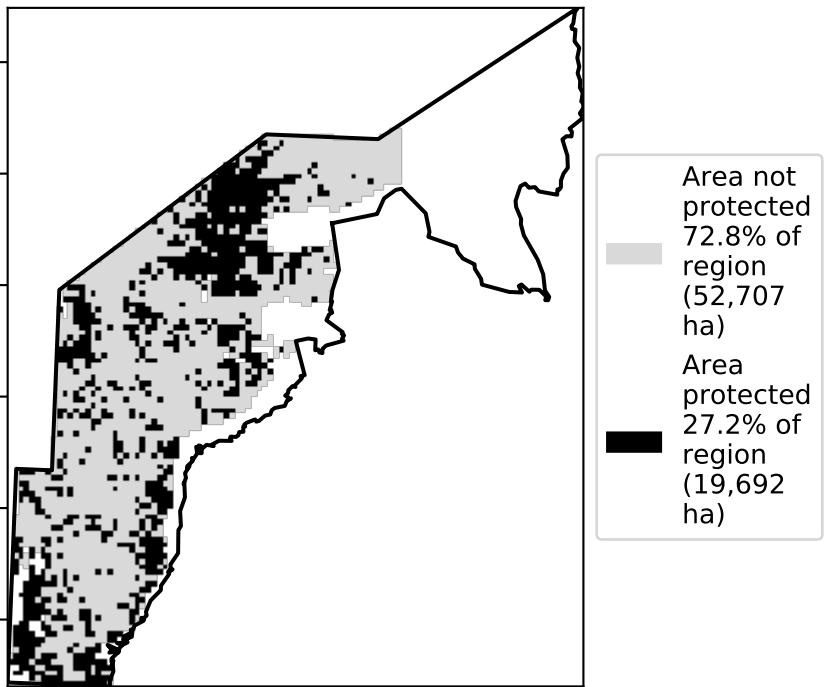 Area not
protected
72.8% of
region
(52,707
ha)
Area
protected
27.2% of
region
(19,692
ha)